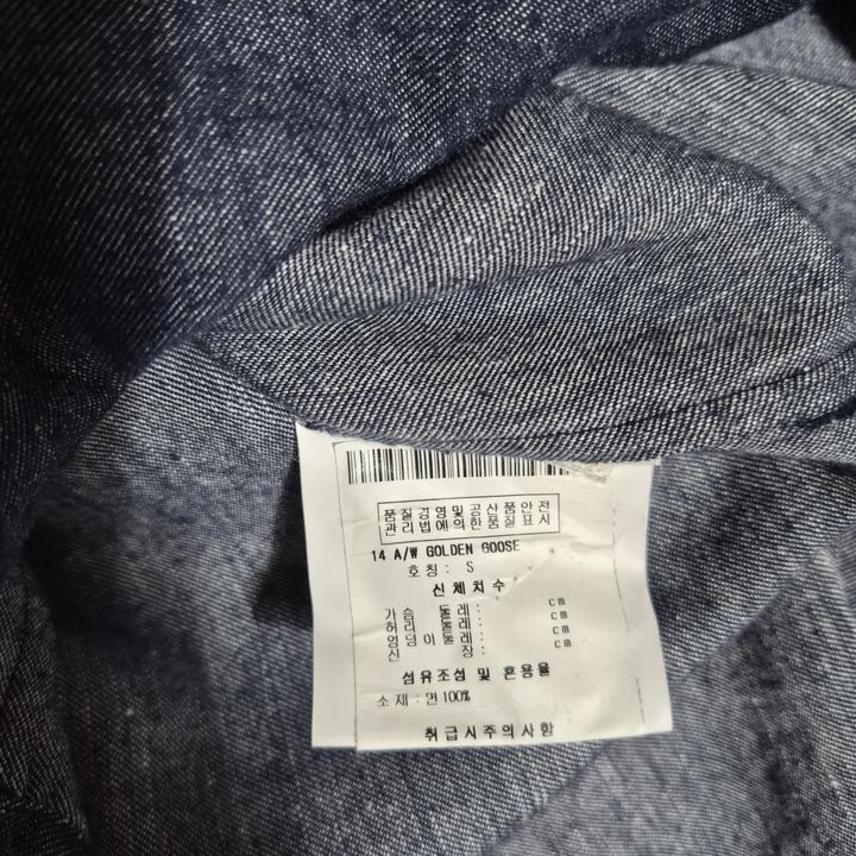 품질경영및공산품안전
관리법에의한품질표시
14 A/W GOLDEN GOOSE
호칭 : S
신체치수
가슴 둘레 : cm
허리 둘레 : cm
엉덩이둘레 : cm
신 장 : cm
섬유조성 및 혼용율
소재 : 면100%
취급시주의사항